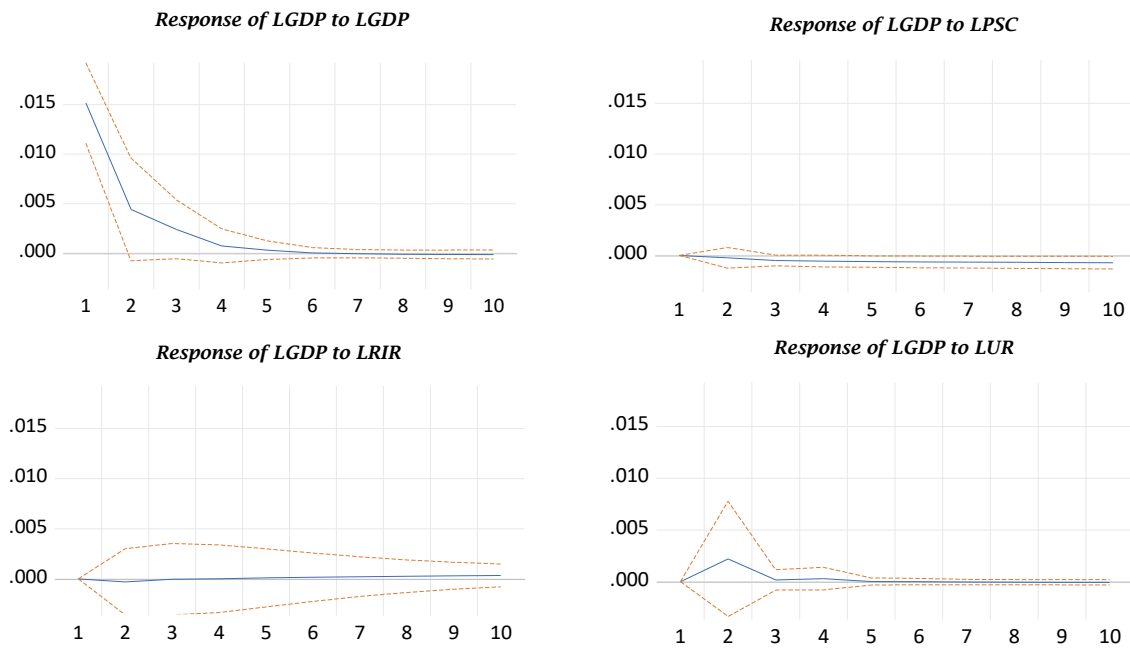 Response of LGDP to LGDP
.015
.010
.005
.000
1 2 3 4 5 6 7 8 9 10
Response of LGDP to LPSC
.015
.010
.005
.000
1 2 3 4 5 6 7 8 9 10
Response of LGDP to LRIR
.015
.010
.005
.000
1 2 3 4 5 6 7 8 9 10
Response of LGDP to LUR
.015
.010
.005
.000
1 2 3 4 5 6 7 8 9 10